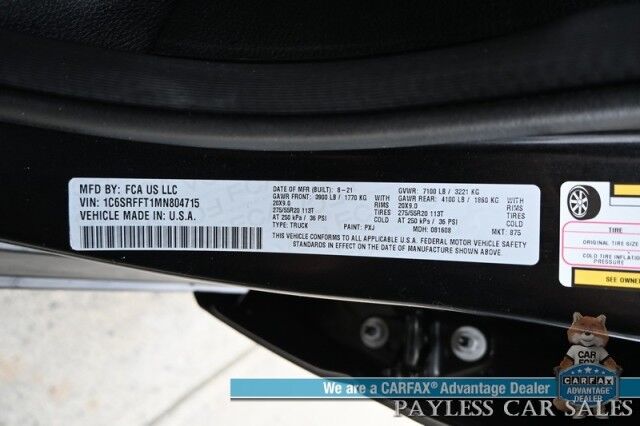 MFD BY: FCA US LLC
VIN: 1C6SRFFT1MN804715
VEHICLE MADE IN: U.S.A.
DATE OF MFR (BUILT): 8-21
GAWR FRONT: 3900 LB / 1770 KG
RIMS
20X9.0
TIRES
275/55R20 113T
COLD
AT 250 kPa / 36 PSI
TYPE: TRUCK
PAINT: PXJ
GVWR: 7100 LB / 3221 KG
GAWR REAR: 4100 LB / 1860 KG
20X9.0
RIMS
275/55R20 113T
TIRES
AT 250 kPa / 36 PSI
COLD
MDH: 081608
MKT: 875
THIS VEHICLE CONFORMS TO ALL APPLICABLE U.S.A. FEDERAL MOTOR VEHICLE SAFETY
STANDARDS IN EFFECT ON THE DATE OF MANUFACTURE SHOWN ABOVE.
TIRE
ORIGINAL TIRE SIZE
COLD TIRE INFLATION
PRESSURE
SEE OWNER
We are a CARFAX® Advantage Dealer
PAYLESS CAR SALES
CAR
FOX
CARFAX
ADVANTAGE
DEALER